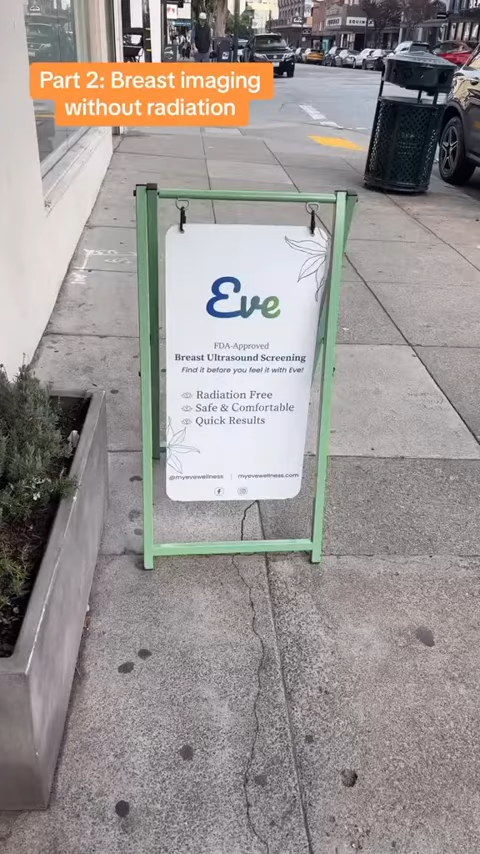 Part 2: Breast imaging
without radiation
Eve
FDA-Approved
Breast Ultrasound Screening
Find it before you feel it with Eve!
Radiation Free
Safe & Comfortable
Quick Results
@myevewellness | myevewellness.com